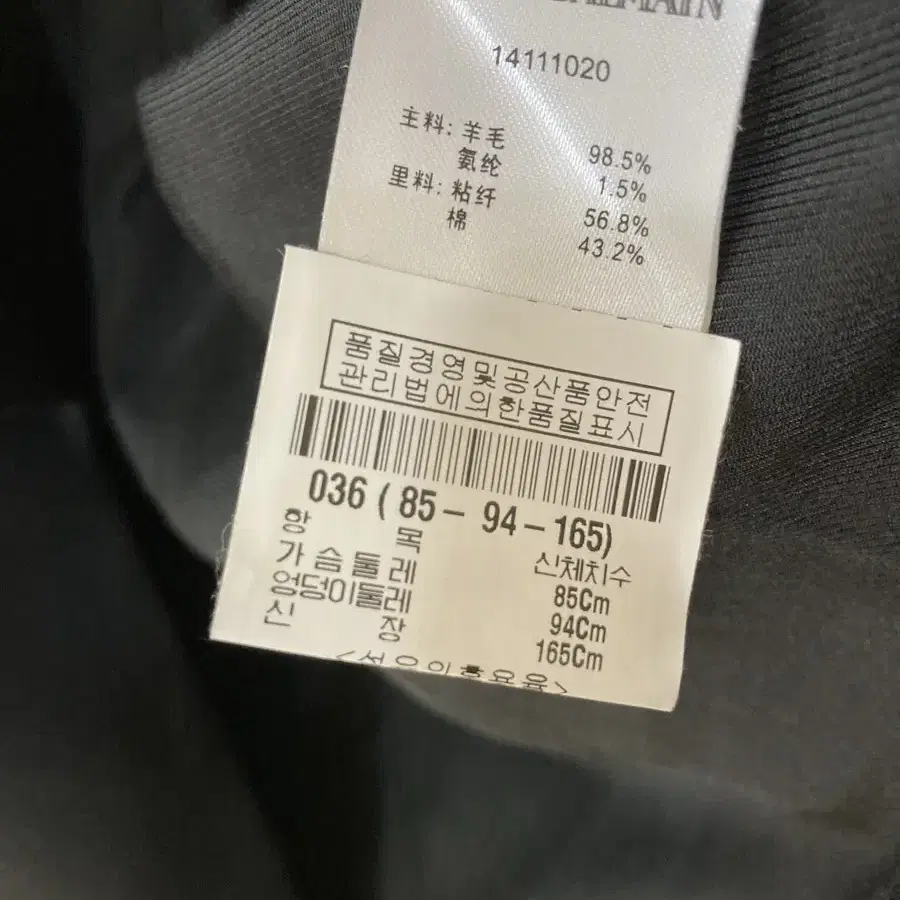 BALMAIN
14111020
主料: 羊毛 98.5%
氨纶 1.5%
里料: 粘纤 56.8%
棉 43.2%
품질경영및공산품안전
관리법에의한품질표시
036 ( 85 - 94 - 165)
항 목 신체치수
가슴둘레 85Cm
엉덩이둘레 94Cm
신 장 165Cm